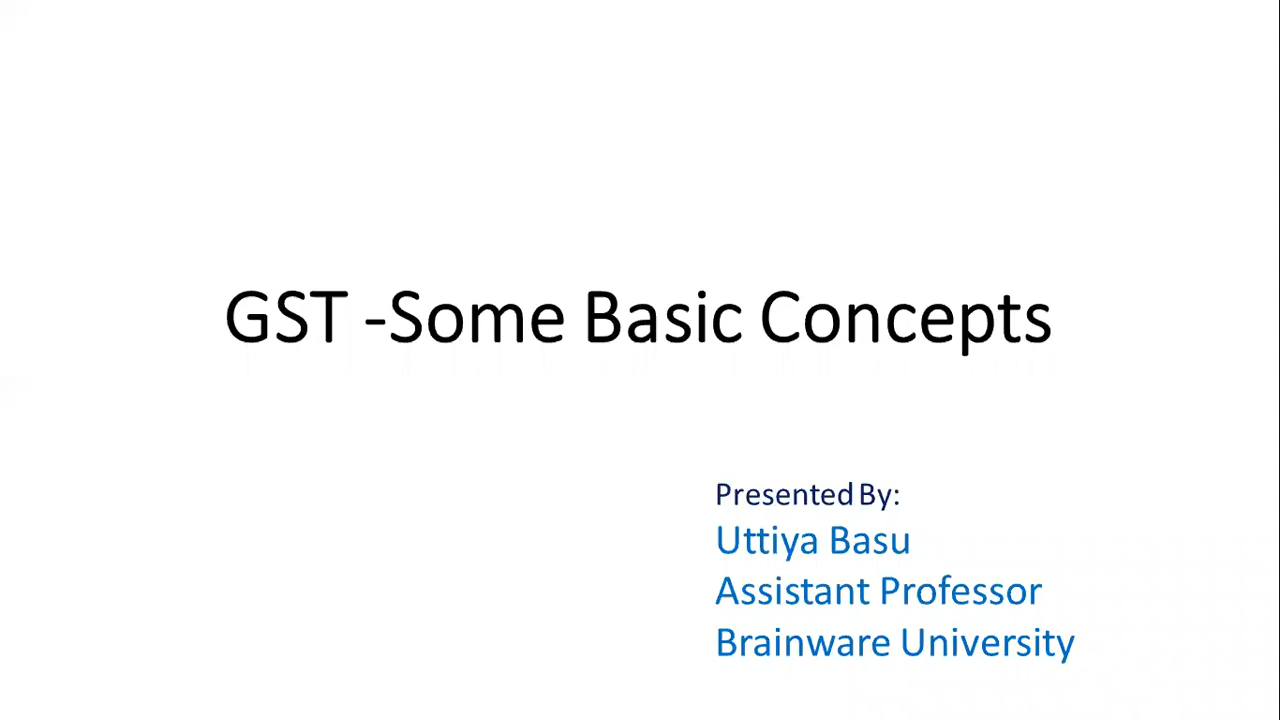 GST -Some Basic Concepts
Presented By:
Uttiya Basu
Assistant Professor
Brainware University